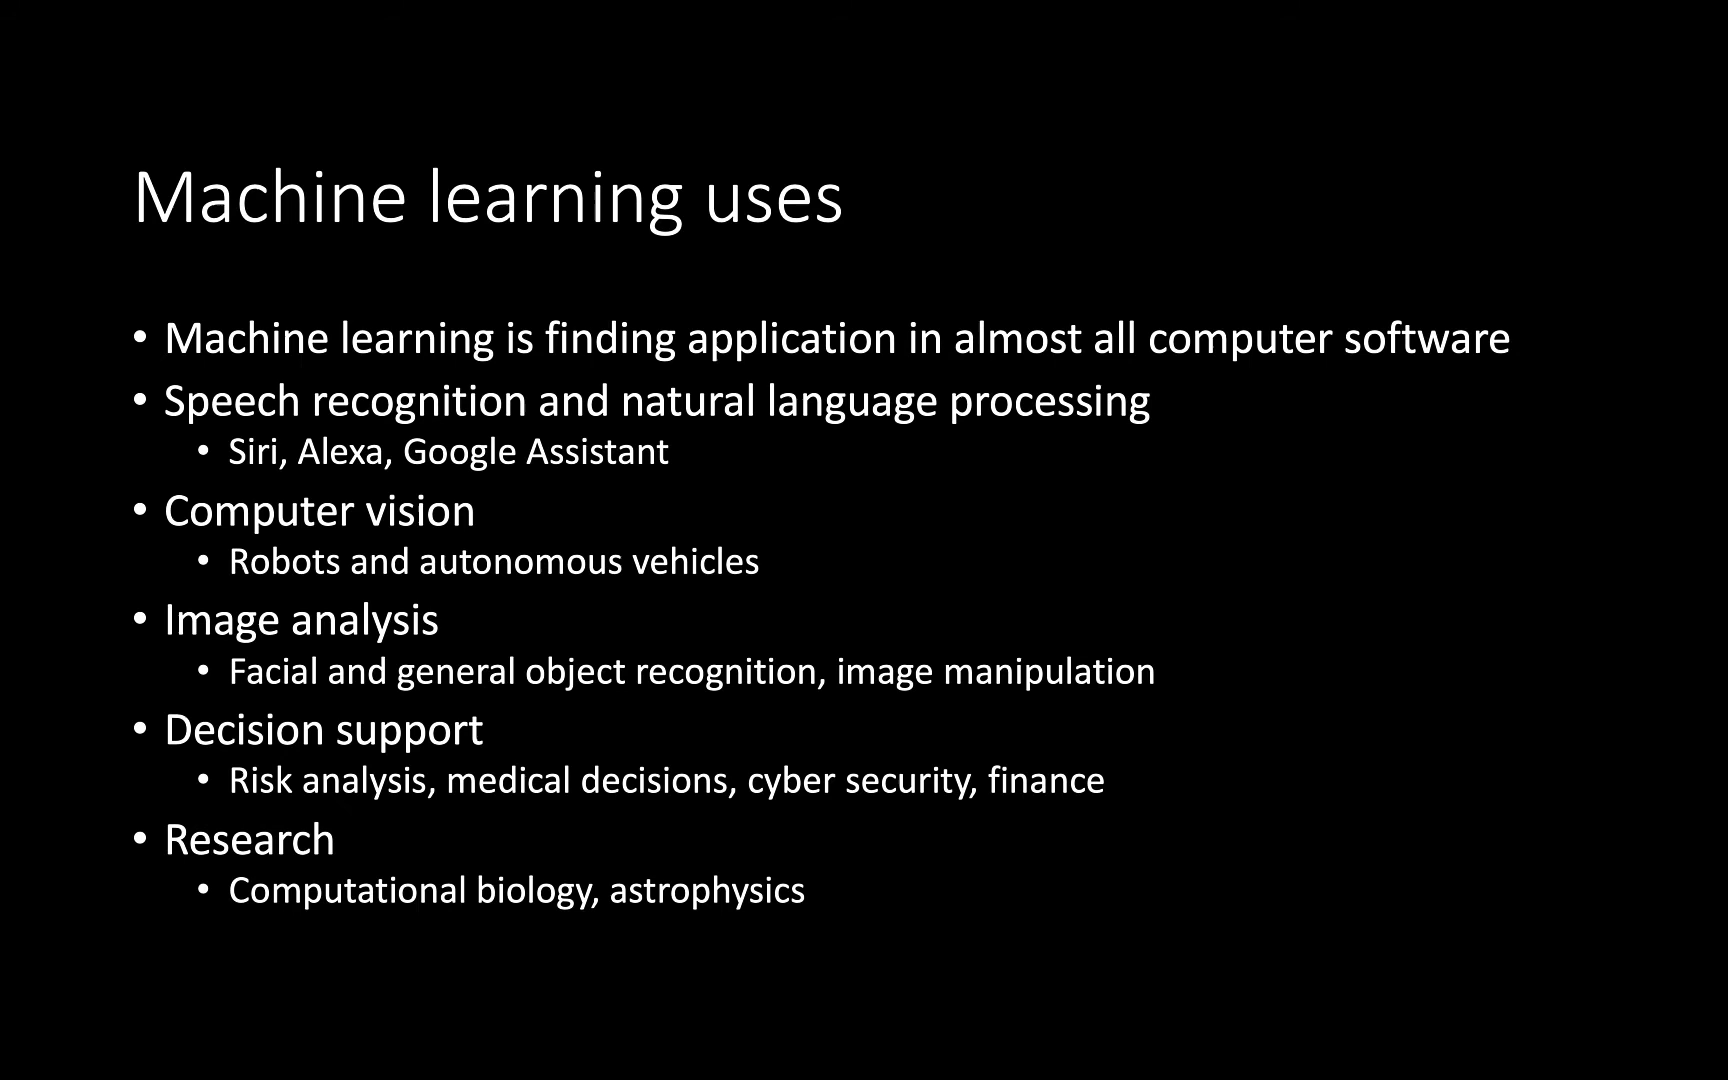 Machine learning uses
• Machine learning is finding application in almost all computer software
• Speech recognition and natural language processing
• Siri, Alexa, Google Assistant
• Computer vision
• Robots and autonomous vehicles
• Image analysis
• Facial and general object recognition, image manipulation
• Decision support
• Risk analysis, medical decisions, cyber security, finance
• Research
• Computational biology, astrophysics